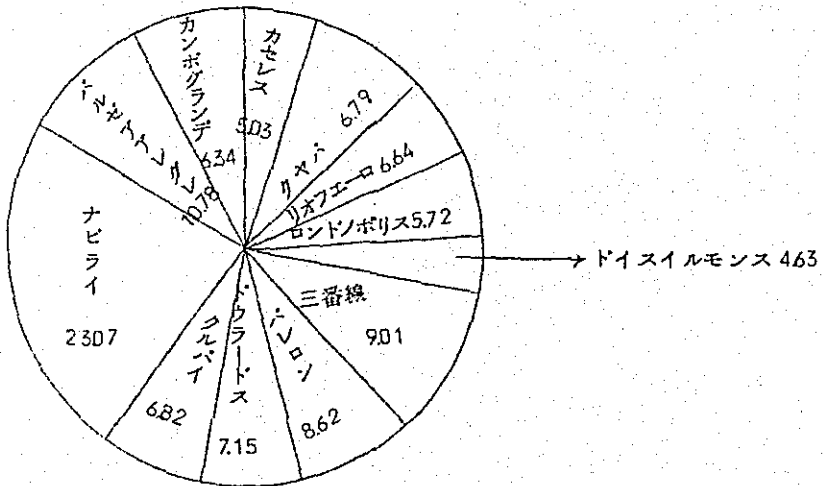 カセレス
5.03
クヤバ
6.79
リオフエーロ 6.64
ロンドノポリス 5.72
ドイスイルモンス 4.63
三番線
9.01
バレロン
8.62
ドウラードス
7.15
クルパイ
6.82
ナビライ
23.07
10.78
カンポグランデ
6.34